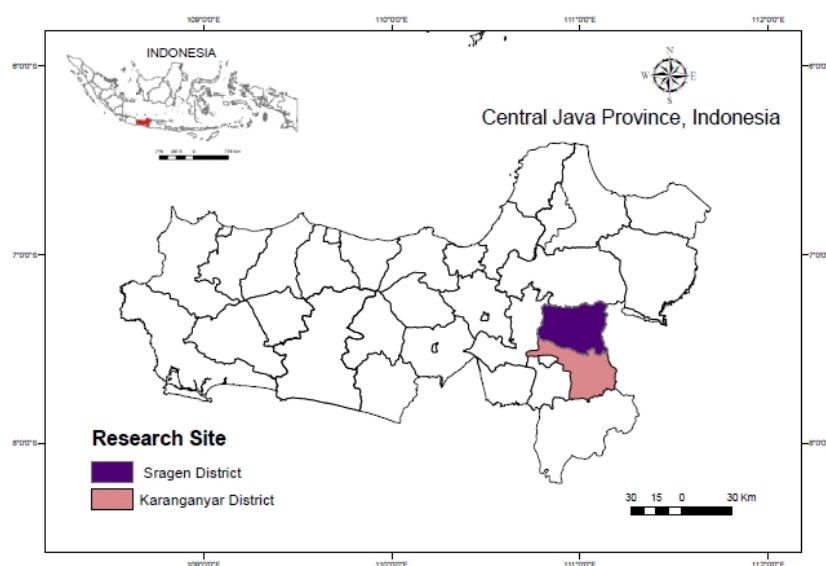 109°0'0"E 110°0'0"E 111°0'0"E 112°0'0"E
INDONESIA
N
W E
S
6°0'0"S 6°0'0"S
Central Java Province, Indonesia
7°0'0"S 7°0'0"S
8°0'0"S 8°0'0"S
Research Site
Sragen District
Karanganyar District
30 15 0 30 Km
109°0'0"E 110°0'0"E 111°0'0"E 112°0'0"E